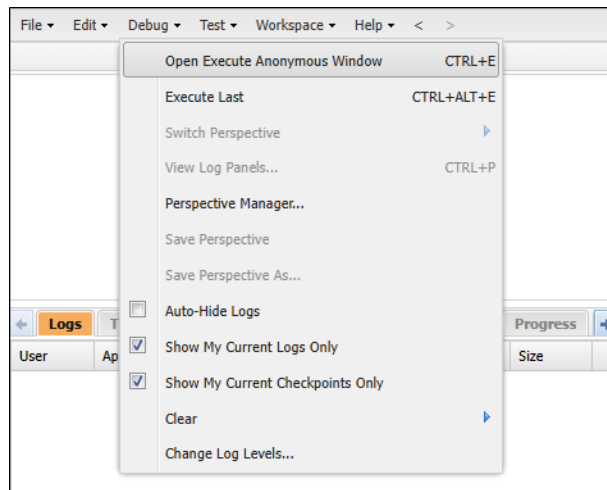 File Edit Debug Test Workspace Help < >
Open Execute Anonymous Window CTRL+E
Execute Last CTRL+ALT+E
Switch Perspective
View Log Panels... CTRL+P
Perspective Manager...
Save Perspective
Save Perspective As...
Auto-Hide Logs
Logs T Progress
Show My Current Logs Only
User Ap Size
Show My Current Checkpoints Only
Clear
Change Log Levels...